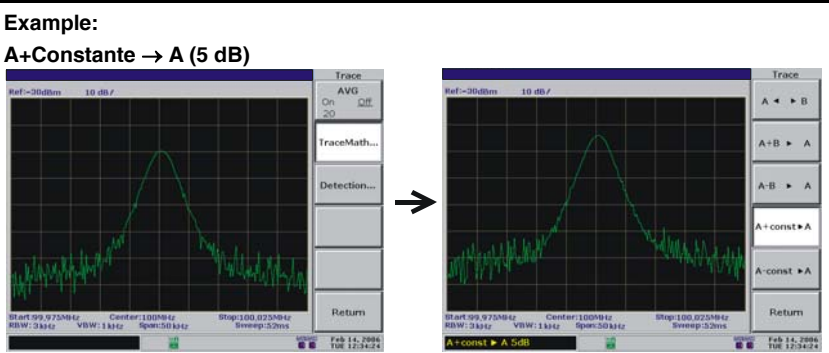 Example:
A+Constante → A (5 dB)
Trace
Ref:-30dBm 10 dB/
AVG
On Off
20
TraceMath...
Detection...
Return
Start:99,975MHz Center:100MHz Stop:100,025MHz
RBW:3kHz VBW:1kHz Span:50kHz Sweep:52ms
Feb 14, 2006
TUE 12:34:24
Trace
Ref:-30dBm 10 dB/
A ◄ ► B
A+B ► A
A-B ► A
A+const►A
A-const ►A
Return
Start:99,975MHz Center:100MHz Stop:100,025MHz
RBW:3kHz VBW:1kHz Span:50kHz Sweep:52ms
A+const ► A 5dB
Feb 14, 2006
TUE 12:34:24